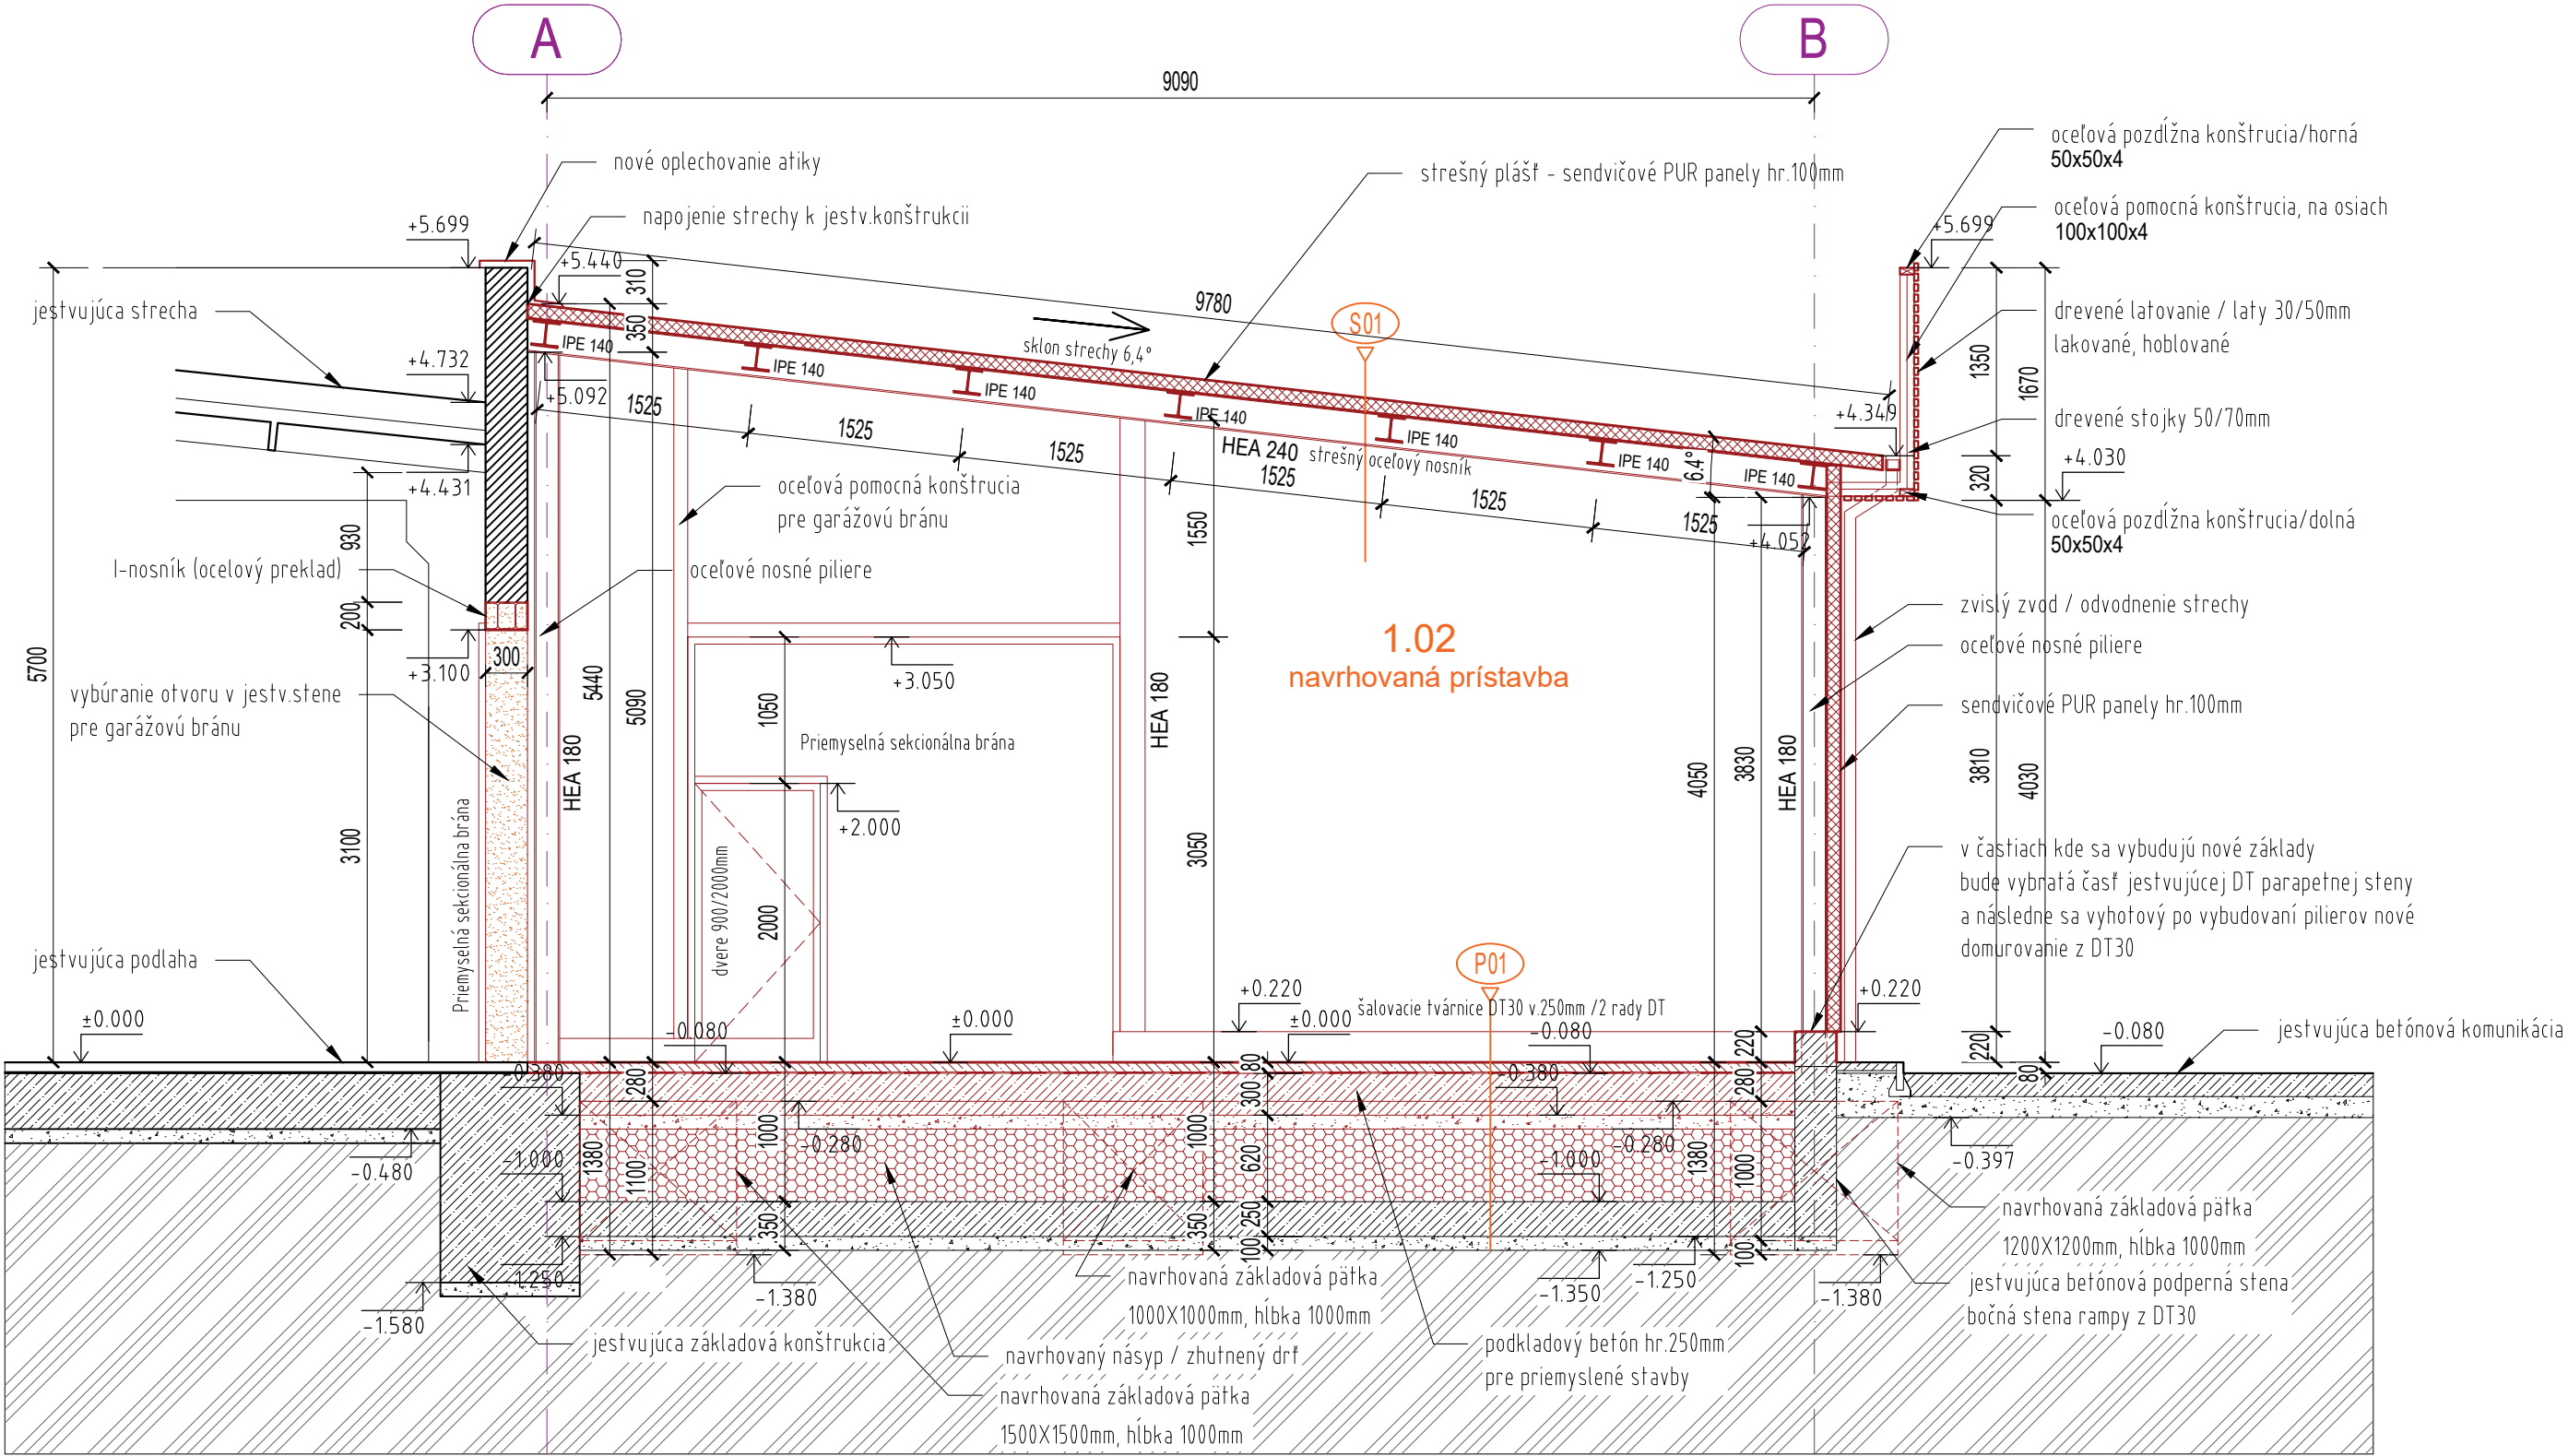 A
B
9090
oceľová pozdĺžna konštrucia/horná
50x50x4
nové oplechovanie atiky
strešný plášť - sendvičové PUR panely hr.100mm
napojenie strechy k jestv.konštrukcii
oceľová pomocná konštrucia, na osiach
100x100x4
+5.699
+5.699
+5.440
310
350
9780
S01
jestvujúca strecha
drevené latovanie / laty 30/50mm
lakované, hoblované
sklon strechy 6,4°
IPE 140
IPE 140
IPE 140
IPE 140
IPE 140
IPE 140
IPE 140
+4.732
+5.092
1350
1670
1525
1525
1525
1525
1525
1525
+4.349
drevené stojky 50/70mm
HEA 240
strešný oceľový nosník
6.4°
+4.431
+4.030
320
oceľová pomocná konštrucia
pre garážovú bránu
930
1550
+4.052
oceľová pozdĺžna konštrucia/dolná
50x50x4
I-nosník (ocelový preklad)
oceľové nosné piliere
200
zvislý zvod / odvodnenie strechy
1.02
navrhovaná prístavba
oceľové nosné piliere
5700
+3.100
300
5440
5090
1050
+3.050
HEA 180
vybúranie otvoru v jestv.stene
pre garážovú bránu
sendvičové PUR panely hr.100mm
Priemyselná sekcionálna brána
HEA 180
4050
3830
HEA 180
3810
4030
+2.000
3100
Priemyselná sekcionálna brán
dvere 900/2000mm
2000
3050
v častiach kde sa vybudujú nové základy
bude vybratá časť jestvujúcej DT parapetnej steny
a následne sa vyhotový po vybudovaní pilierov nové
domurovanie z DT30
jestvujúca podlaha
P01
+0.220
šalovacie tvárnice DT30 v.250mm /2 rady DT
+0.220
±0.000
-0.080
±0.000
±0.000
-0.080
220
220
-0.080
jestvujúca betónová komunikácia
-0.380
280
80
300
-0.380
280
80
-0.480
-1.000
1380
1100
1000
-0.280
1000
620
-1.000
-0.280
1380
1000
-0.397
350
350
250
100
100
navrhovaná základová pätka
1200X1200mm, hĺbka 1000mm
-1.250
-1.380
navrhovaná základová pätka
1000X1000mm, hĺbka 1000mm
-1.350
-1.250
-1.380
jestvujúca betónová podperná stena
bočná stena rampy z DT30
-1.580
jestvujúca základová konštrukcia
navrhovaný násyp / zhutnený drť
podkladový betón hr.250mm
pre priemyslené stavby
navrhovaná základová pätka
1500X1500mm, hĺbka 1000mm